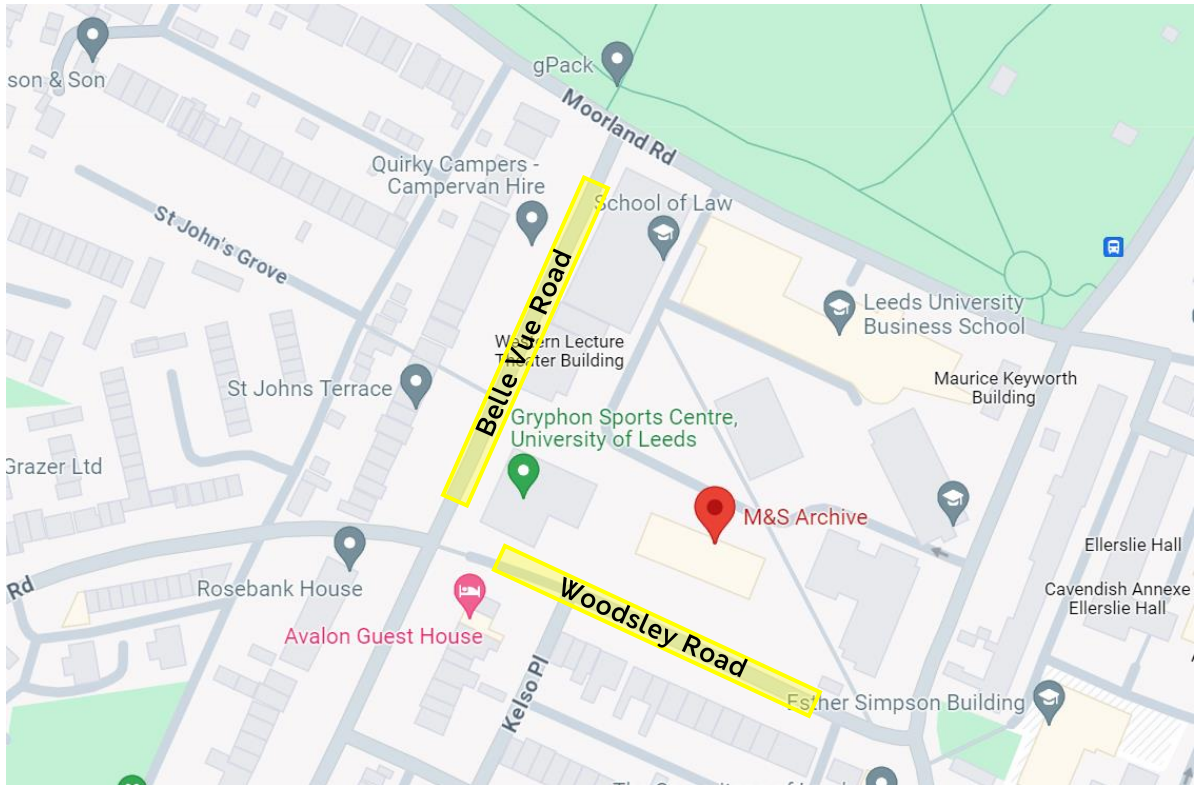 son & Son
gPack
Moorland Rd
Quirky Campers -
Campervan Hire
School of Law
St John's Grove
Belle Vue Road
Leeds University
Business School
Western Lecture
Theater Building
St Johns Terrace
Maurice Keyworth
Building
Gryphon Sports Centre,
University of Leeds
Grazer Ltd
M&S Archive
Ellerslie Hall
Rd
Rosebank House
Cavendish Annexe
Ellerslie Hall
Woodsley Road
Avalon Guest House
Kelso Pl
Esther Simpson Building